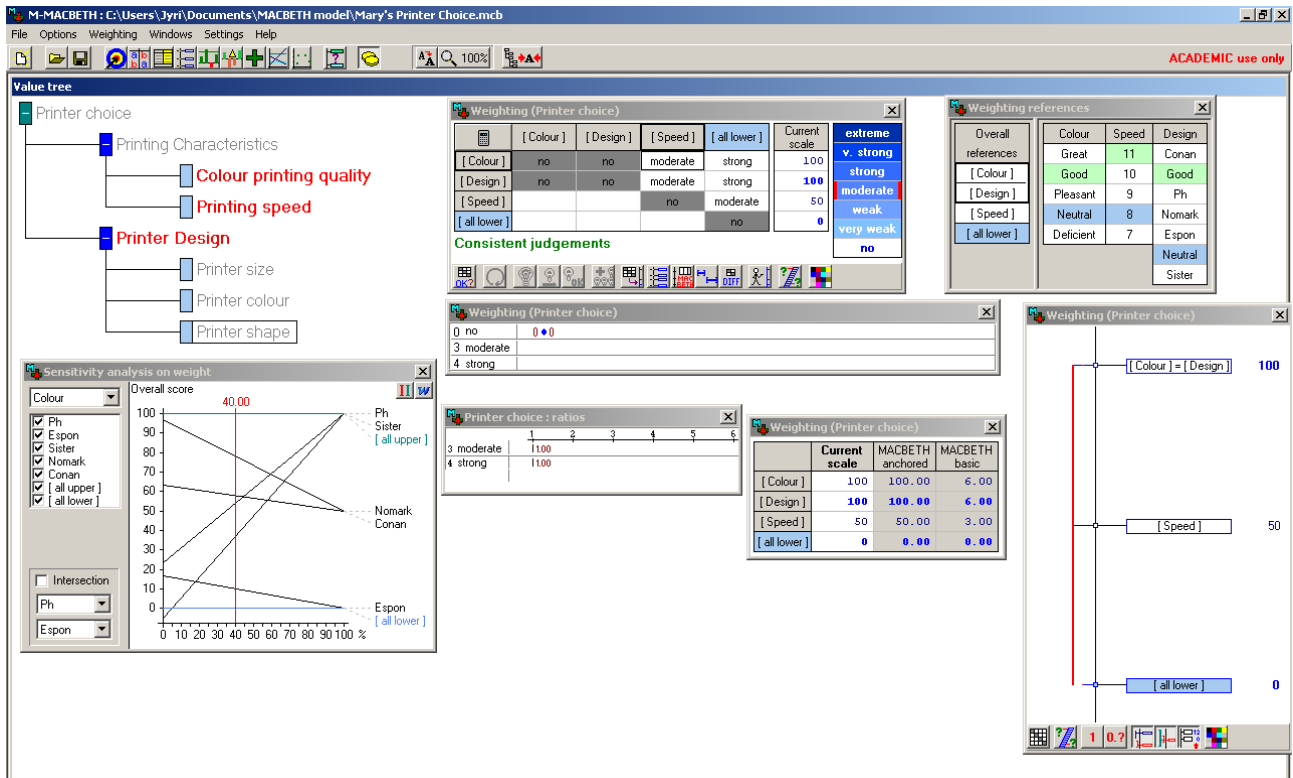 M-MACBETH : C:\Users\Jyri\Documents\MACBETH model\Mary's Printer Choice.mcb
File Options Weighting Windows Settings Help
100%
ACADEMIC use only
Value tree
Printer choice
Printing Characteristics
Colour printing quality
Printing speed
Printer Design
Printer size
Printer colour
Printer shape
Weighting (Printer choice)
[ Colour ] [ Design ] [ Speed ] [ all lower ] Current scale
[ Colour ] no no moderate strong 100
[ Design ] no no moderate strong 100
[ Speed ] no moderate 50
[ all lower ] no 0
Consistent judgements
extreme
v. strong
strong
moderate
weak
very weak
no
OK? OK MAC BETH DIFF
Weighting references
Overall references
[ Colour ]
[ Design ]
[ Speed ]
[ all lower ]
Colour Speed Design
Great 11 Conan
Good 10 Good
Pleasant 9 Ph
Neutral 8 Nomark
Deficient 7 Espon
Neutral
Sister
Weighting (Printer choice)
0 no 0 0
3 moderate
4 strong
Sensitivity analysis on weight
Colour
Ph
Espon
Sister
Nomark
Conan
[ all upper ]
[ all lower ]
Intersection
Ph
Espon
Overall score
40.00
100
90
80
70
60
50
40
30
20
10
0
0 10 20 30 40 50 60 70 80 90 100 %
Ph
Sister
[ all upper ]
Nomark
Conan
Espon
[ all lower ]
Printer choice : ratios
1 2 3 4 5 6
3 moderate 1.00
4 strong 1.00
Weighting (Printer choice)
Current scale MACBETH anchored MACBETH basic
[ Colour ] 100 100.00 6.00
[ Design ] 100 100.00 6.00
[ Speed ] 50 50.00 3.00
[ all lower ] 0 0.00 0.00
Weighting (Printer choice)
[ Colour ] = [ Design ] 100
[ Speed ] 50
[ all lower ] 0
1 0.?